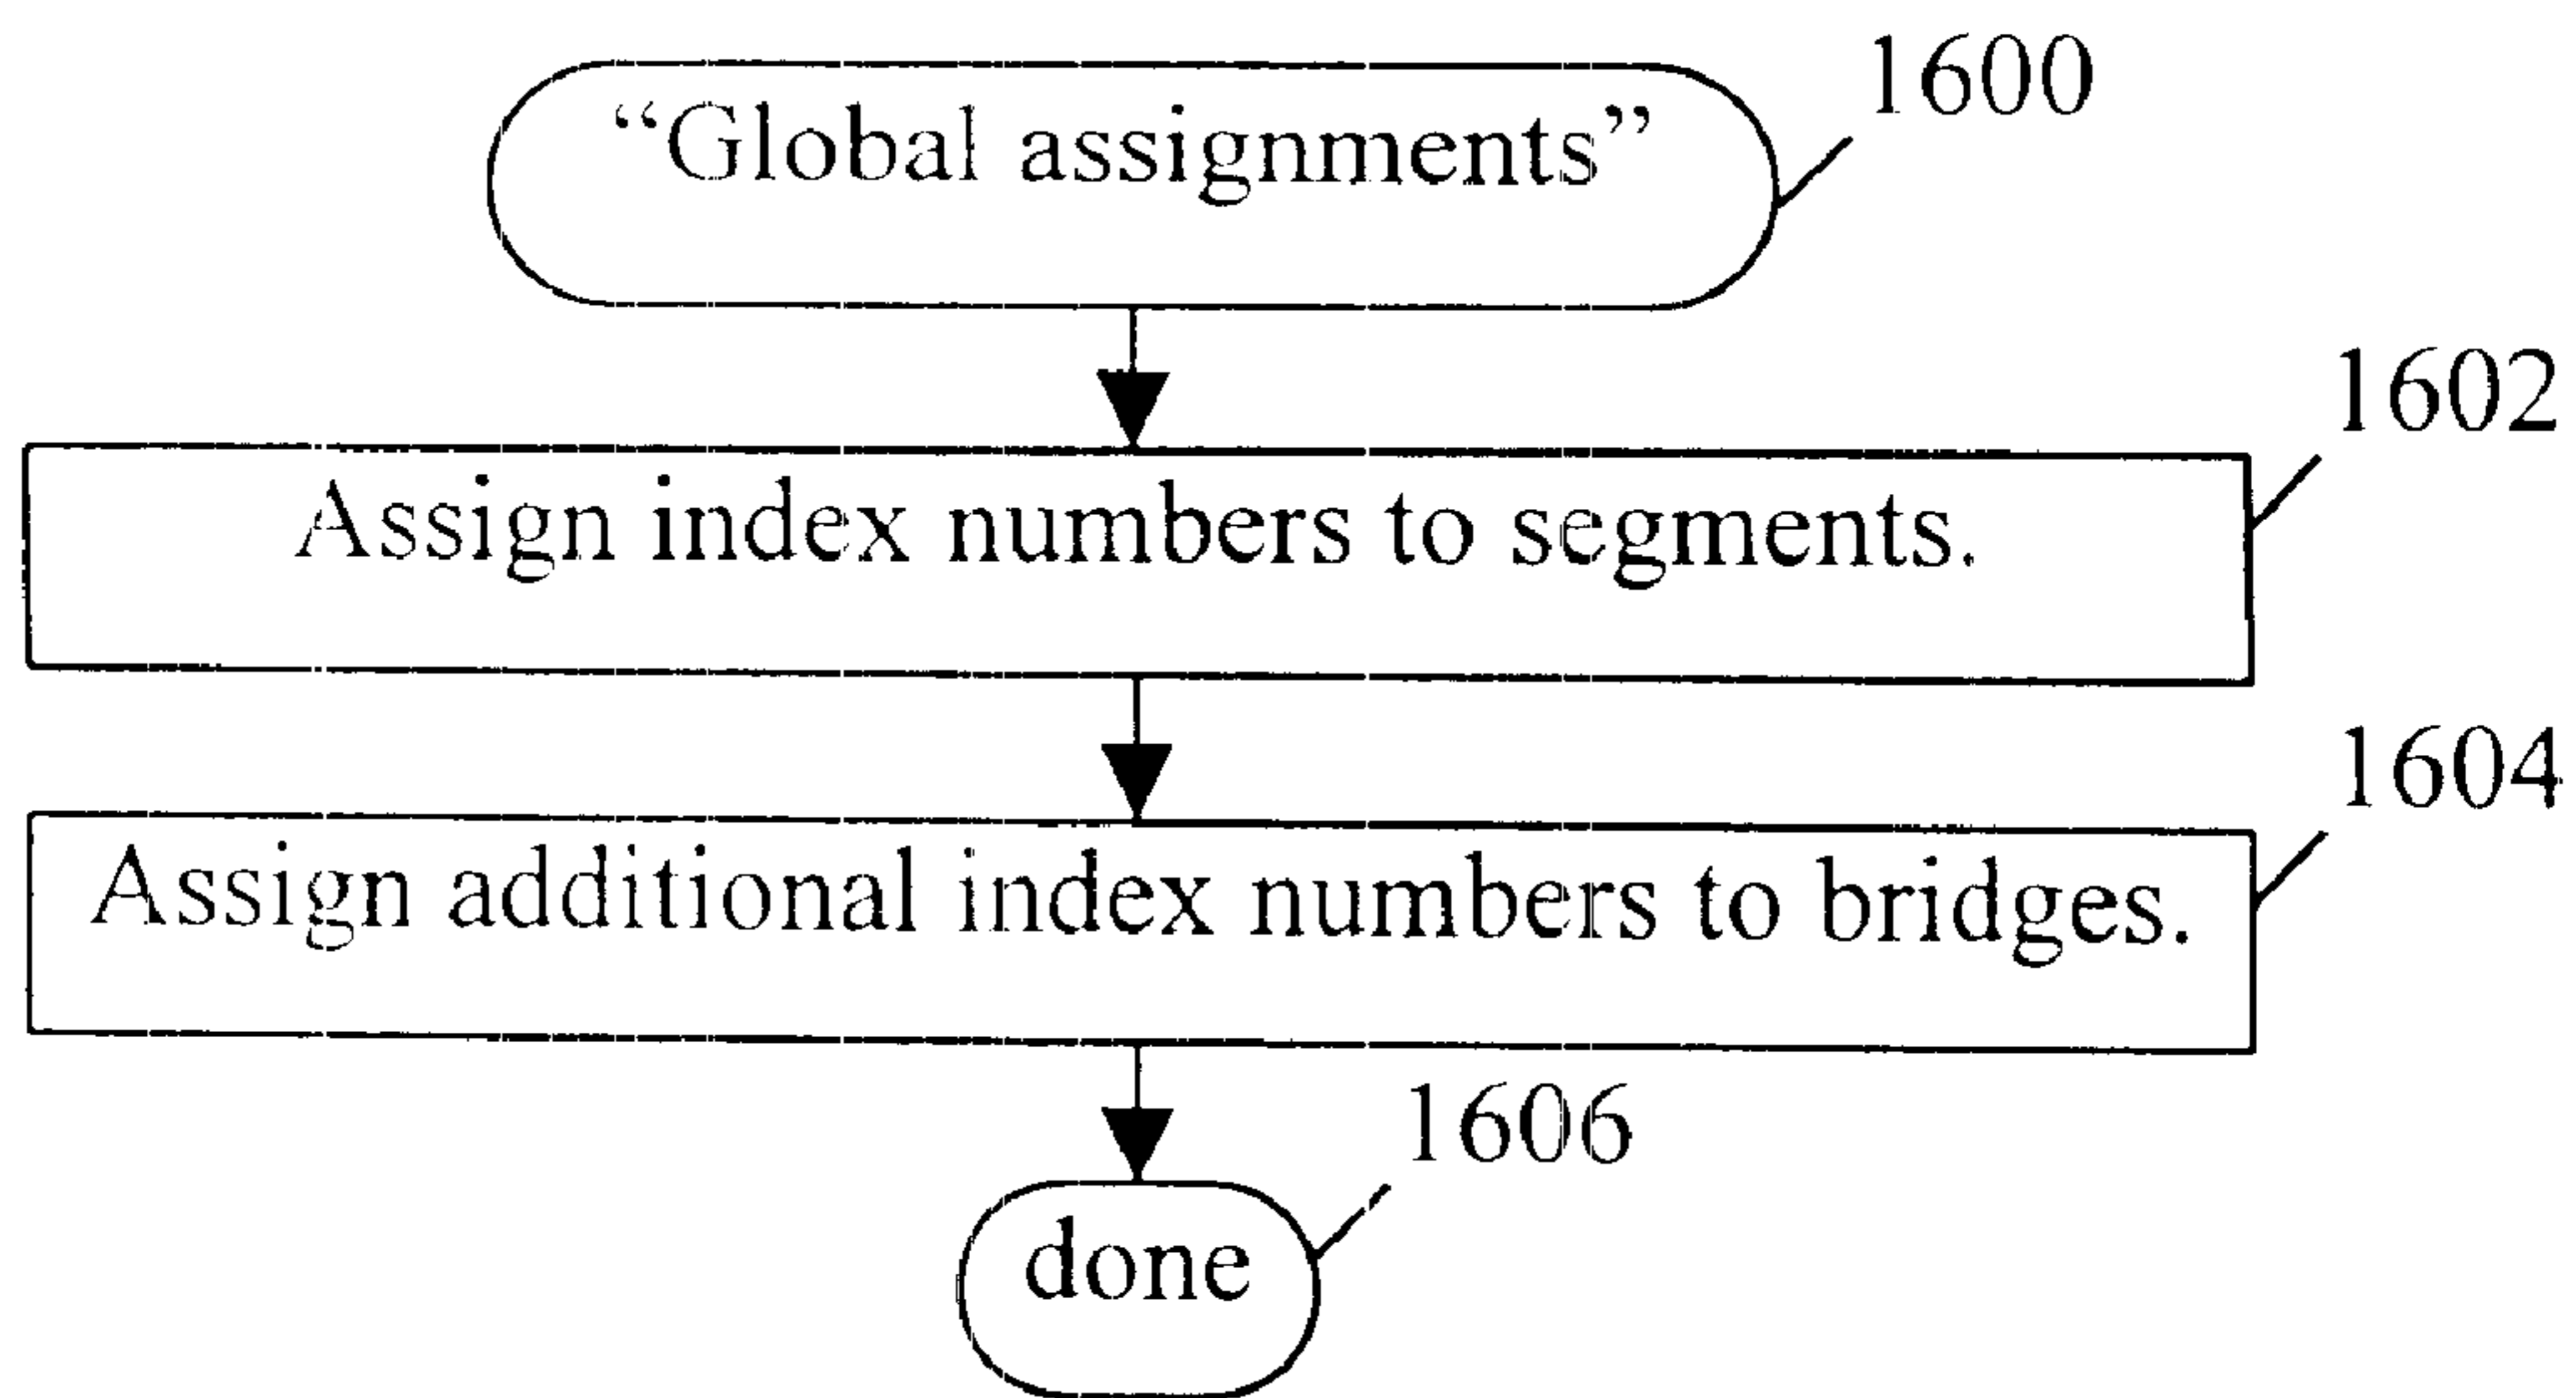 “Global assignments”
1600
Assign index numbers to segments.
1602
Assign additional index numbers to bridges.
1604
done
1606